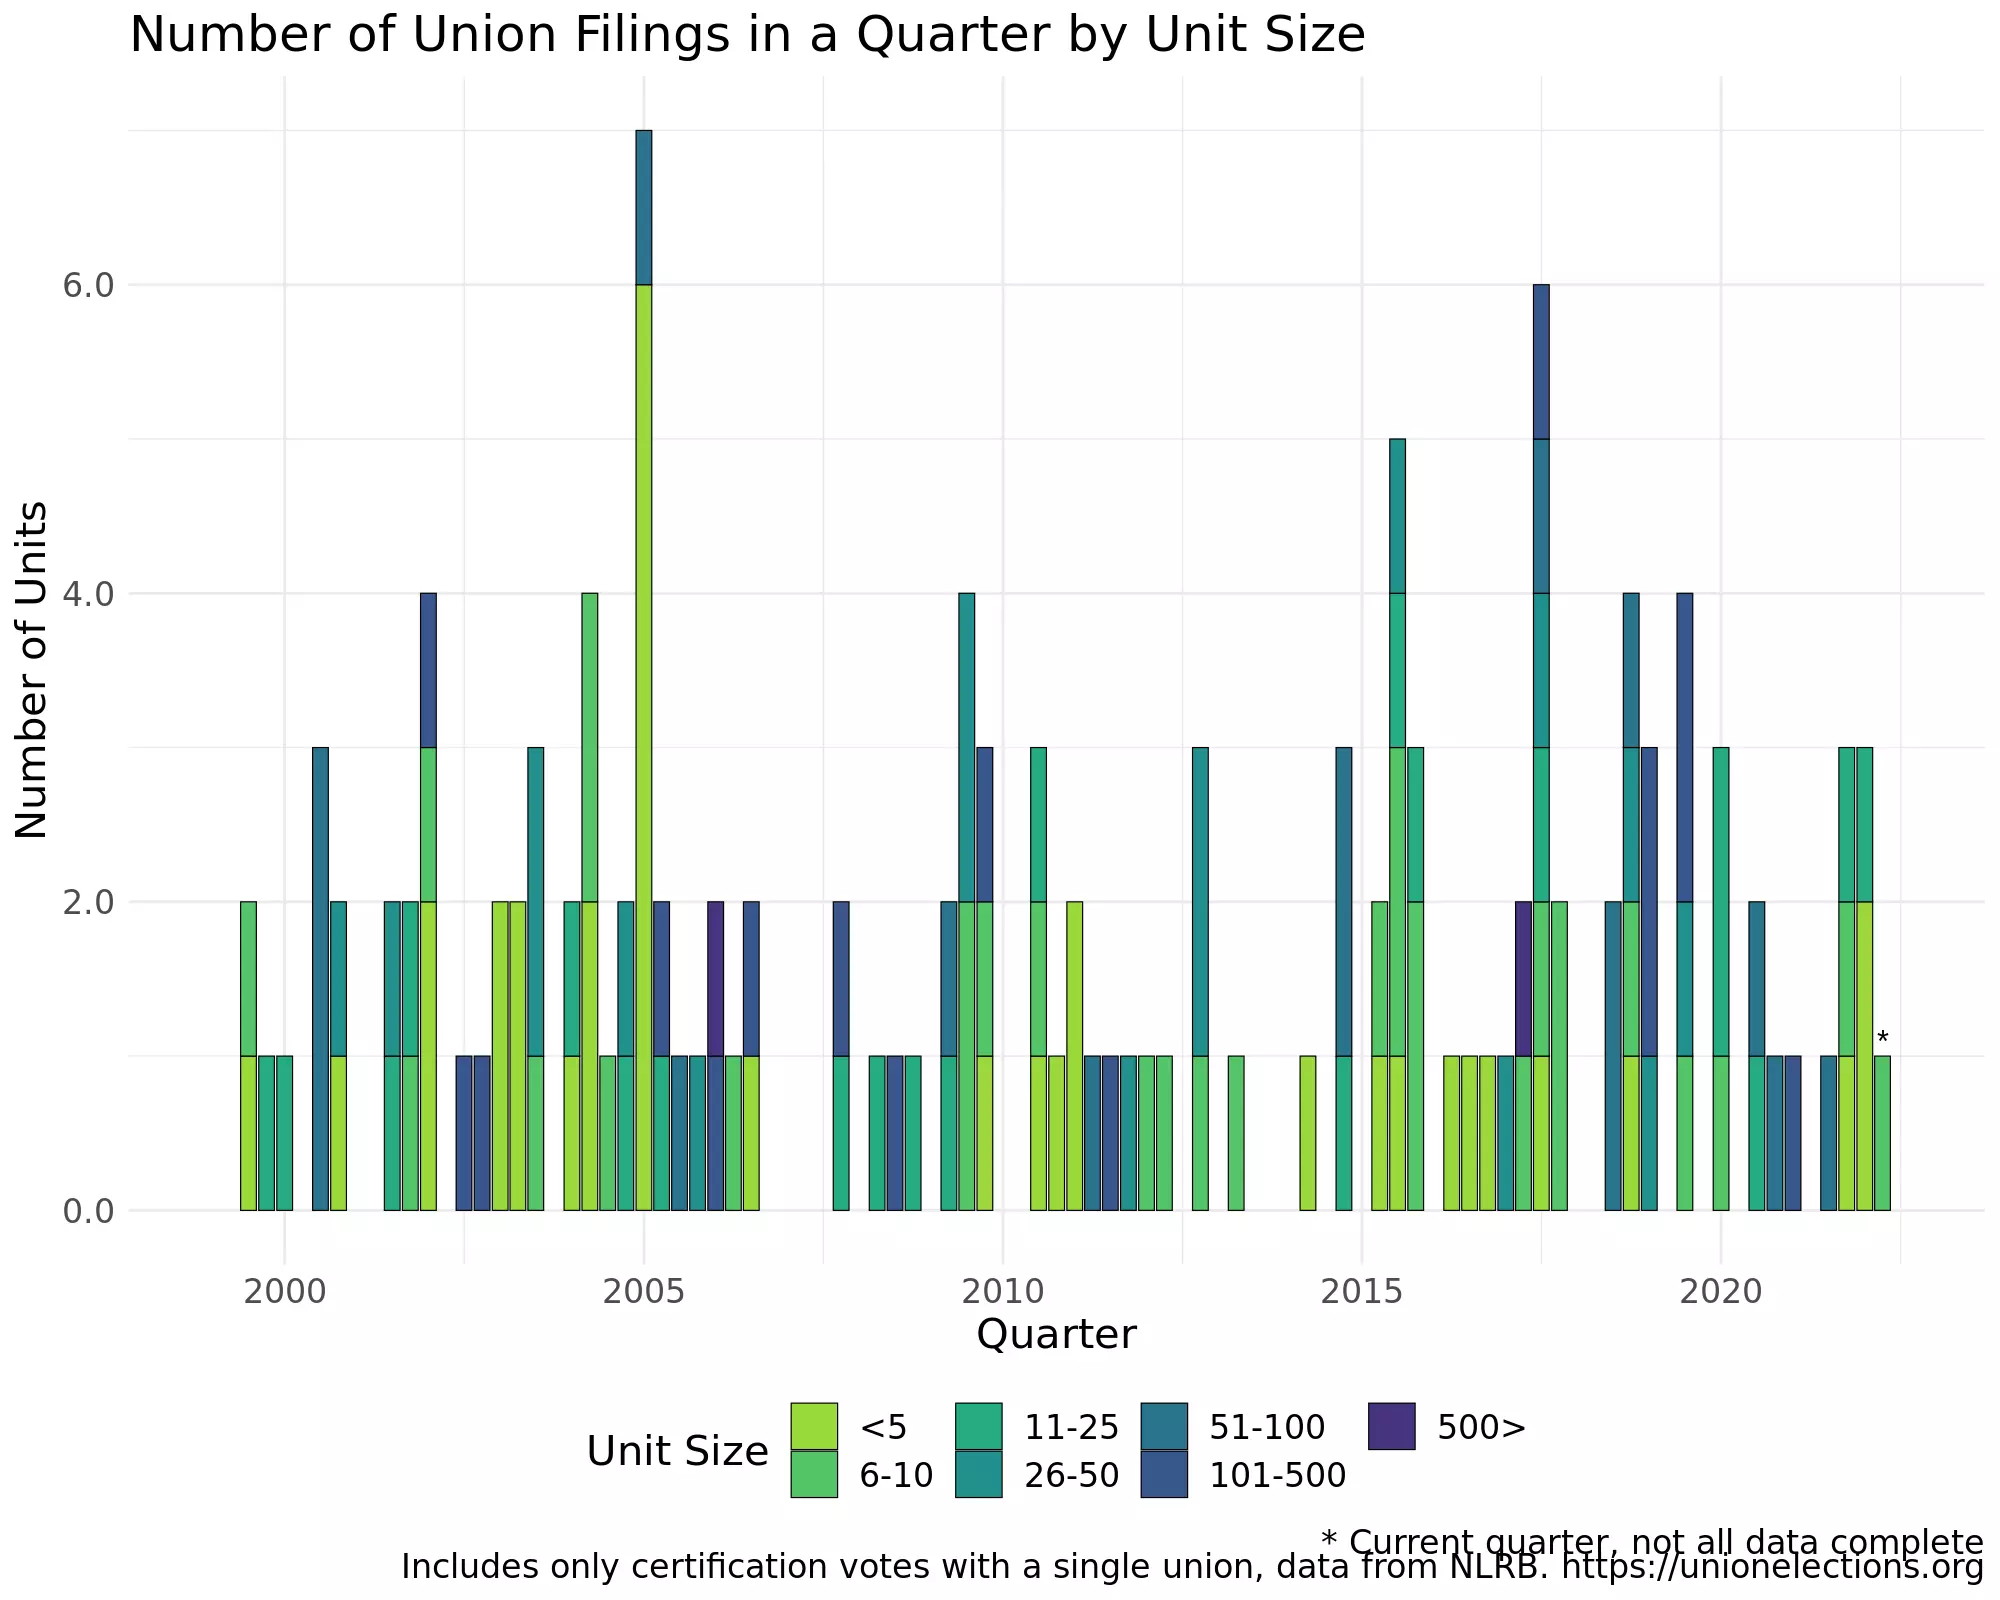 Number of Union Filings in a Quarter by Unit Size
Number of Units
6.0
4.0
2.0
0.0
*
2000 2005 2010 2015 2020
Quarter
Unit Size
<5 11-25 51-100 500>
6-10 26-50 101-500
* Current quarter, not all data complete
Includes only certification votes with a single union, data from NLRB. https://unionelections.org